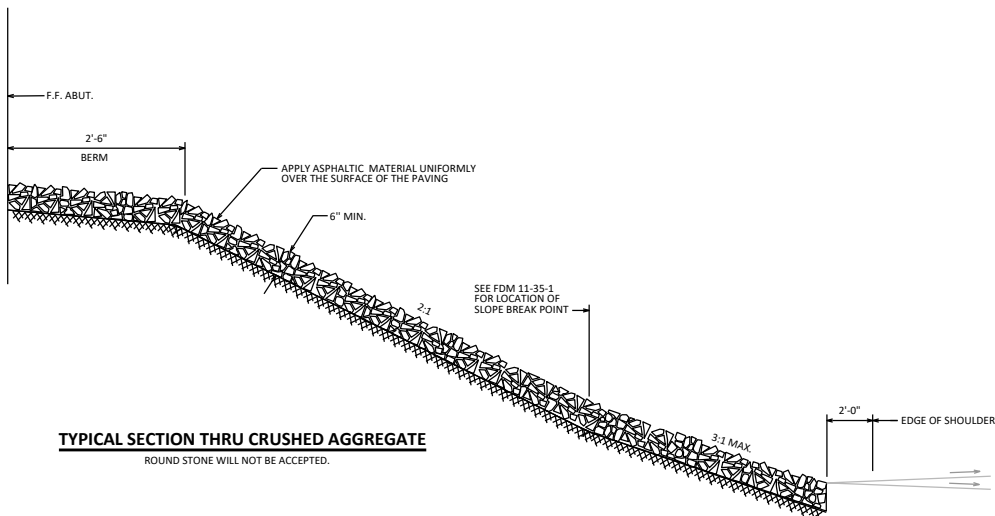 F.F. ABUT.
2'-6"
BERM
APPLY ASPHALTIC MATERIAL UNIFORMLY
OVER THE SURFACE OF THE PAVING
6" MIN.
2:1
SEE FDM 11-35-1
FOR LOCATION OF
SLOPE BREAK POINT
3:1 MAX.
2'-0"
EDGE OF SHOULDER
TYPICAL SECTION THRU CRUSHED AGGREGATE
ROUND STONE WILL NOT BE ACCEPTED.